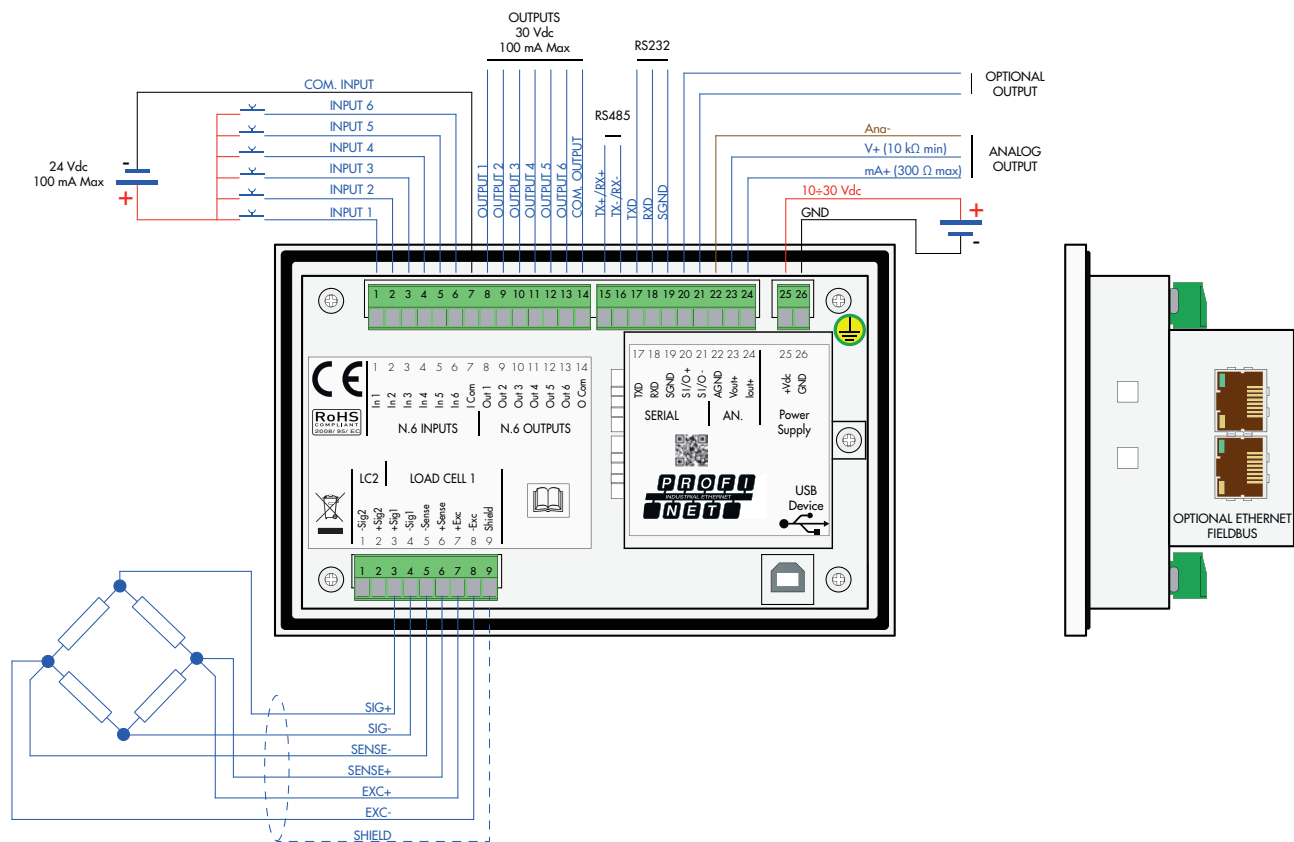 OUTPUTS
30 Vdc
100 mA Max
RS232
COM. INPUT
INPUT 6
INPUT 5
INPUT 4
INPUT 3
INPUT 2
INPUT 1
24 Vdc
100 mA Max
-
+
OUTPUT 1
OUTPUT 2
OUTPUT 3
OUTPUT 4
OUTPUT 5
OUTPUT 6
COM. OUTPUT
RS485
TX+/RX+
TX-/RX-
TXD
RXD
SGND
OPTIONAL
OUTPUT
Ana-
V+ (10 kΩ min)
mA+ (300 Ω max)
ANALOG
OUTPUT
10÷30 Vdc
GND
+
-
1 2 3 4 5 6 7 8 9 10 11 12 13 14
15 16 17 18 19 20 21 22 23 24
25 26
CE
RoHS
COMPLIANT
2008/95/EC
1 2 3 4 5 6 7 8 9 10 11 12 13 14
In 1
In 2
In 3
In 4
In 5
In 6
I Com
Out 1
Out 2
Out 3
Out 4
Out 5
Out 6
O Com
N.6 INPUTS
N.6 OUTPUTS
17 18 19 20 21 22 23 24 25 26
TXD
RXD
SGND
S I/O +
S I/O -
AGND
Vout+
Iout+
+Vdc
GND
SERIAL
AN.
Power
Supply
PROFI
INDUSTRIAL ETHERNET
NET
USB
Device
LC2
LOAD CELL 1
-Sig2
+Sig2
+Sig1
-Sig1
-Sense
+Sense
+Exc
-Exc
Shield
1 2 3 4 5 6 7 8 9
1 2 3 4 5 6 7 8 9
SIG+
SIG-
SENSE-
SENSE+
EXC+
EXC-
SHIELD
OPTIONAL ETHERNET
FIELDBUS